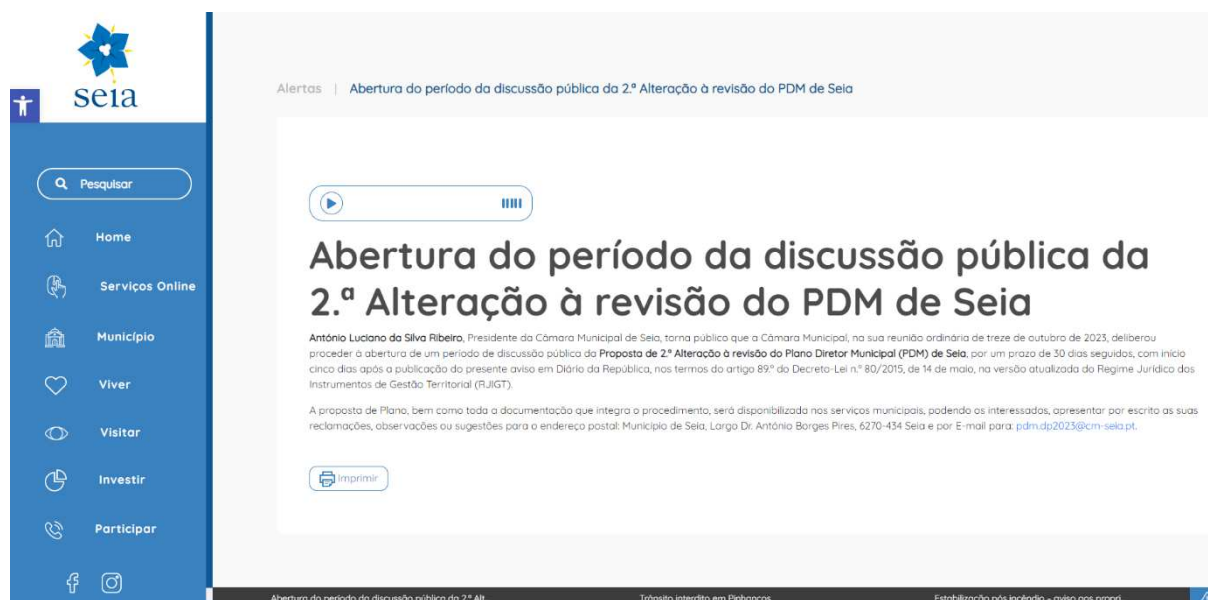 seia
Pesquisar
Home
Serviços Online
Município
Viver
Visitar
Investir
Participar
Alertas | Abertura do período da discussão pública da 2.ª Alteração à revisão do PDM de Seia
Abertura do período da discussão pública da
2.ª Alteração à revisão do PDM de Seia
António Luciano da Silva Ribeiro, Presidente da Câmara Municipal de Seia, torna público que a Câmara Municipal, na sua reunião ordinária de treze de outubro de 2023, deliberou
proceder à abertura de um período de discussão pública da Proposta de 2.ª Alteração à revisão do Plano Diretor Municipal (PDM) de Seia, por um prazo de 30 dias seguidos, com início
cinco dias após a publicação do presente aviso em Diário da República, nos termos do artigo 89.º do Decreto-Lei n.º 80/2015, de 14 de maio, na versão atualizada do Regime Jurídico dos
Instrumentos de Gestão Territorial (RJIGT).
A proposta de Plano, bem como toda a documentação que integra o procedimento, será disponibilizada nos serviços municipais, podendo os interessados, apresentar por escrito as suas
reclamações, observações ou sugestões para o endereço postal: Município de Seia, Largo Dr. António Borges Pires, 6270-434 Seia e por E-mail para: pdm.dp2023@cm-seia.pt.
Imprimir
Abertura do período da discussão pública da 2.ª Alt
Trânsito interdito em Pinhanços
Estabilização pós incêndio – aviso aos propri